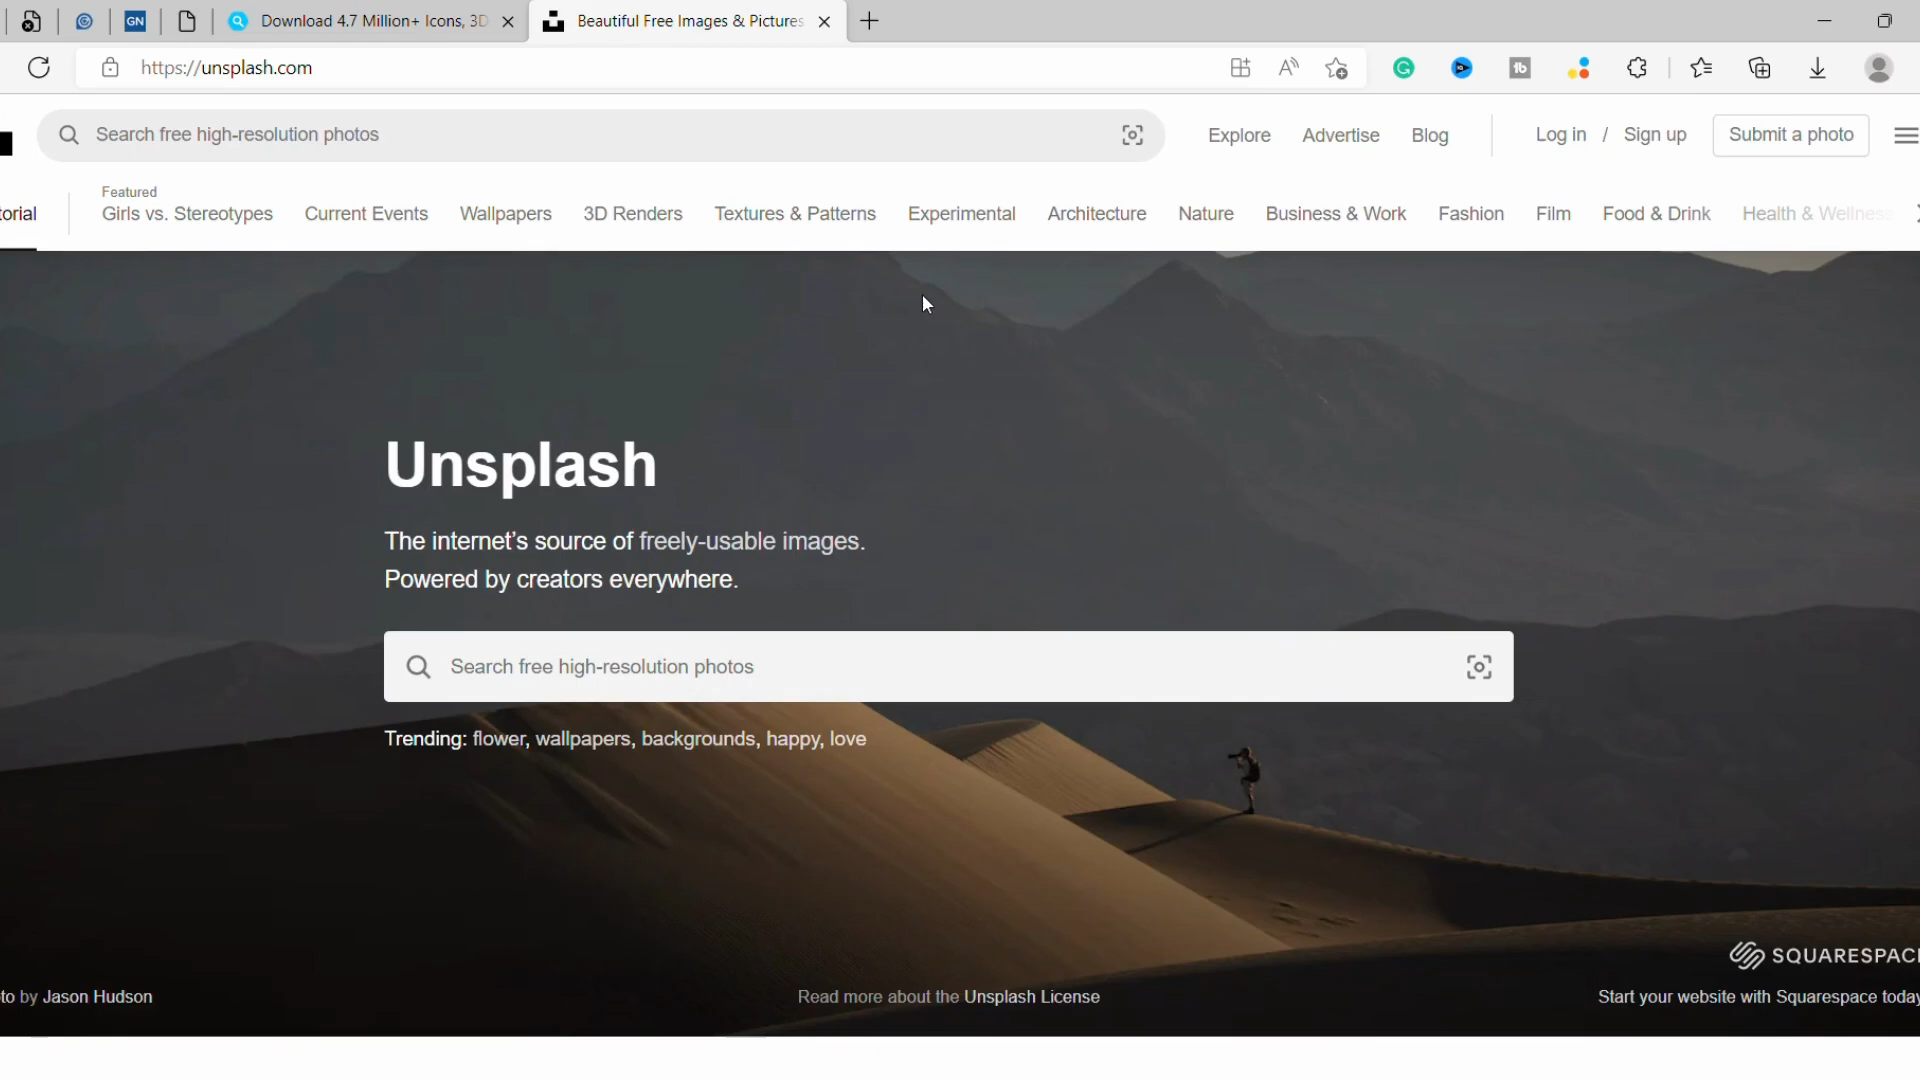 GN
Download 4.7 Million+ Icons, 3D
Beautiful Free Images & Pictures
https://unsplash.com
Search free high-resolution photos
Explore
Advertise
Blog
Log in / Sign up
Submit a photo
torial
Featured
Girls vs. Stereotypes
Current Events
Wallpapers
3D Renders
Textures & Patterns
Experimental
Architecture
Nature
Business & Work
Fashion
Film
Food & Drink
Health & Wellness
Unsplash
The internet's source of freely-usable images.
Powered by creators everywhere.
Search free high-resolution photos
Trending: flower, wallpapers, backgrounds, happy, love
SQUARESPAC
to by Jason Hudson
Read more about the Unsplash License
Start your website with Squarespace today